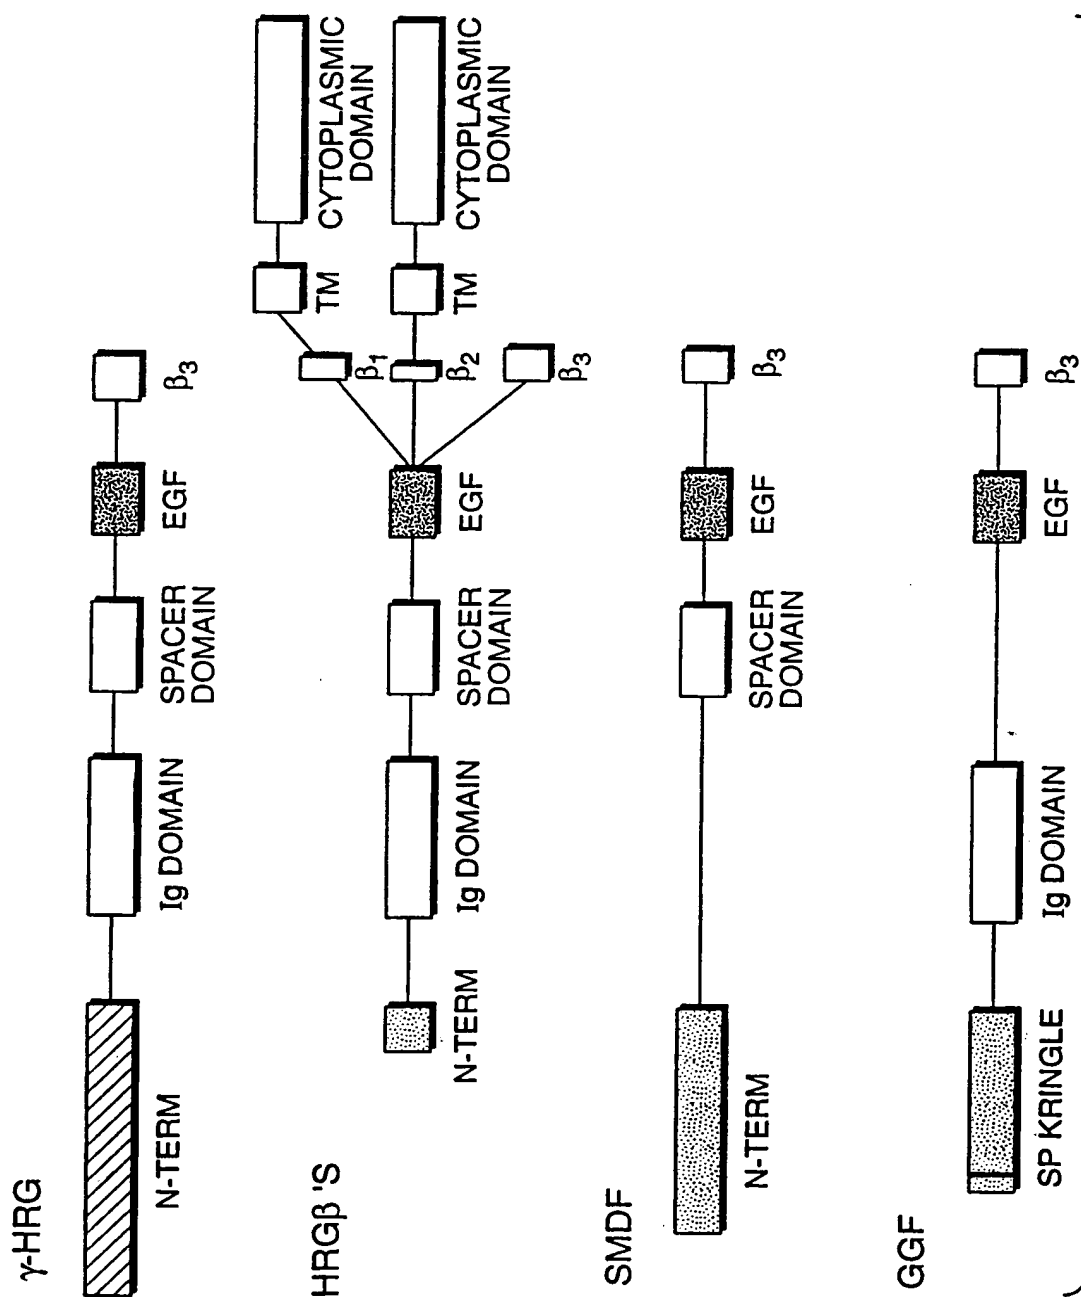 γ-HRG
N-TERM
Ig DOMAIN
SPACER
DOMAIN
EGF
β3
HRGβ 'S
N-TERM
Ig DOMAIN
SPACER
DOMAIN
EGF
β1
TM
CYTOPLASMIC
DOMAIN
β2
TM
CYTOPLASMIC
DOMAIN
β3
SMDF
N-TERM
SPACER
DOMAIN
EGF
β3
GGF
SP KRINGLE
Ig DOMAIN
EGF
β3